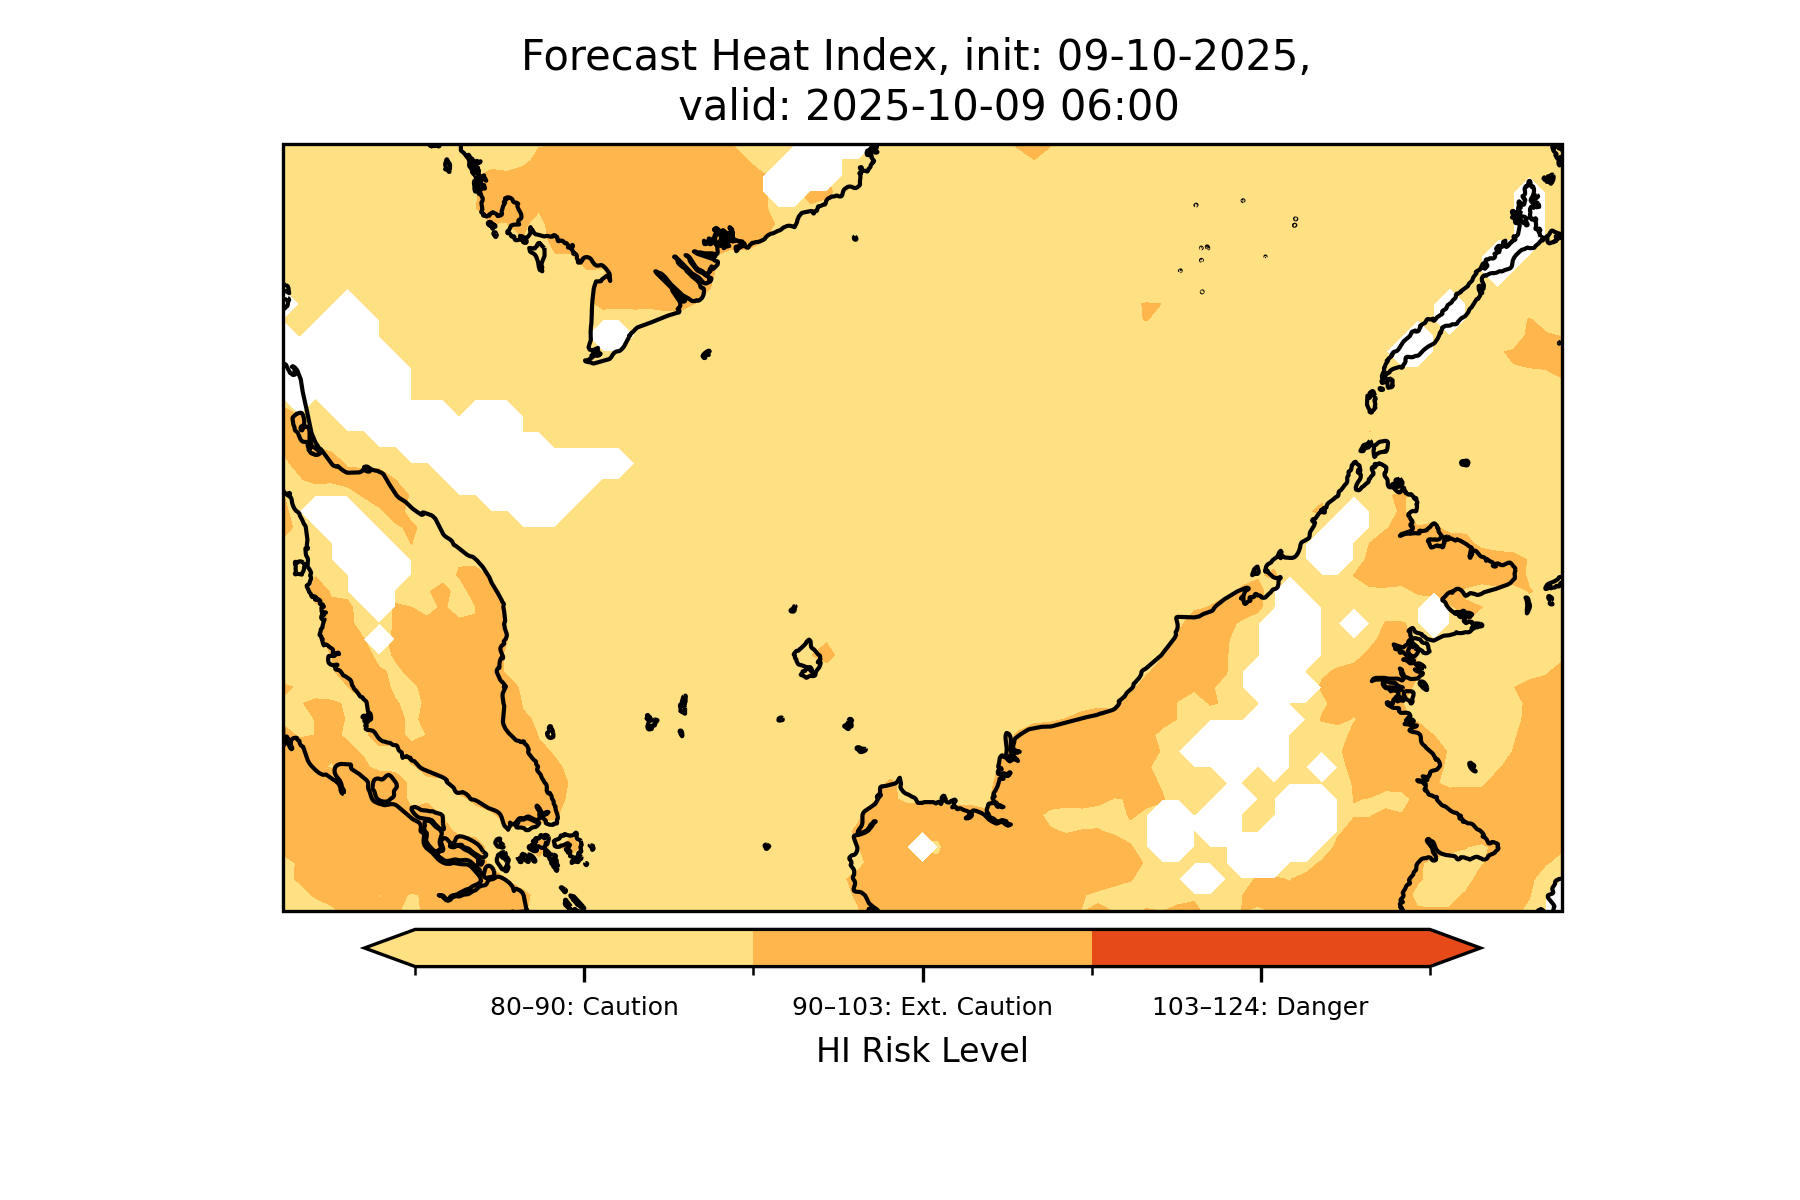 Forecast Heat Index, init: 09-10-2025,
valid: 2025-10-09 06:00
80–90: Caution
90–103: Ext. Caution
103–124: Danger
HI Risk Level